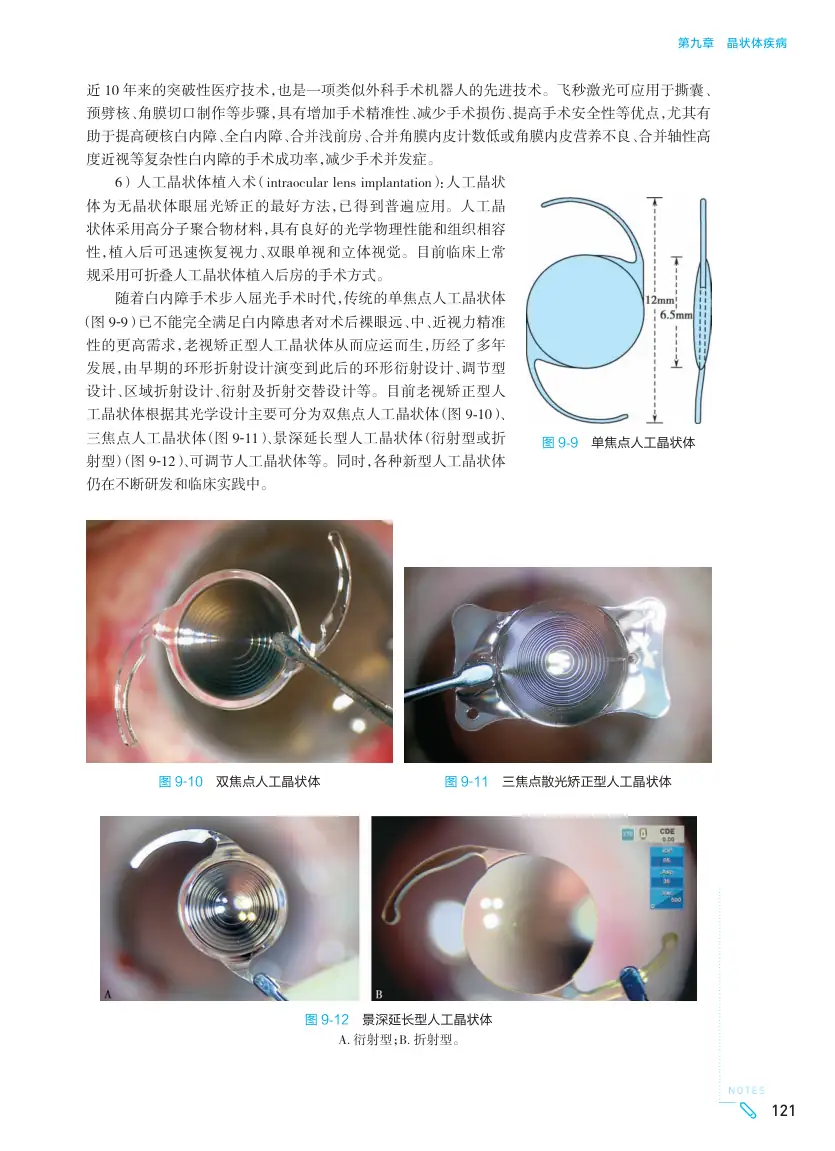 第九章 晶状体疾病
近 10 年来的突破性医疗技术,也是一项类似外科手术机器人的先进技术。飞秒激光可应用于撕囊、
预劈核、角膜切口制作等步骤,具有增加手术精准性、减少手术损伤、提高手术安全性等优点,尤其有
助于提高硬核白内障、全白内障、合并浅前房、合并角膜内皮计数低或角膜内皮营养不良、合并轴性高
度近视等复杂性白内障的手术成功率,减少手术并发症。
6)人工晶状体植入术(intraocular lens implantation):人工晶状
体为无晶状体眼屈光矫正的最好方法,已得到普遍应用。人工晶
状体采用高分子聚合物材料,具有良好的光学物理性能和组织相容
性,植入后可迅速恢复视力、双眼单视和立体视觉。目前临床上常
规采用可折叠人工晶状体植入后房的手术方式。
随着白内障手术步入屈光手术时代,传统的单焦点人工晶状体
(图 9-9)已不能完全满足白内障患者对术后裸眼远、中、近视力精准
性的更高需求,老视矫正型人工晶状体从而应运而生,历经了多年
发展,由早期的环形折射设计演变到此后的环形衍射设计、调节型
设计、区域折射设计、衍射及折射交替设计等。目前老视矫正型人
工晶状体根据其光学设计主要可分为双焦点人工晶状体(图 9-10)、
三焦点人工晶状体(图 9-11)、景深延长型人工晶状体(衍射型或折
射型)(图 9-12)、可调节人工晶状体等。同时,各种新型人工晶状体
仍在不断研发和临床实践中。
12mm
6.5mm
图 9-9 单焦点人工晶状体
图 9-10 双焦点人工晶状体
图 9-11 三焦点散光矫正型人工晶状体
CDE
0.00
A
B
图 9-12 景深延长型人工晶状体
A. 衍射型;B. 折射型。
NOTES
121